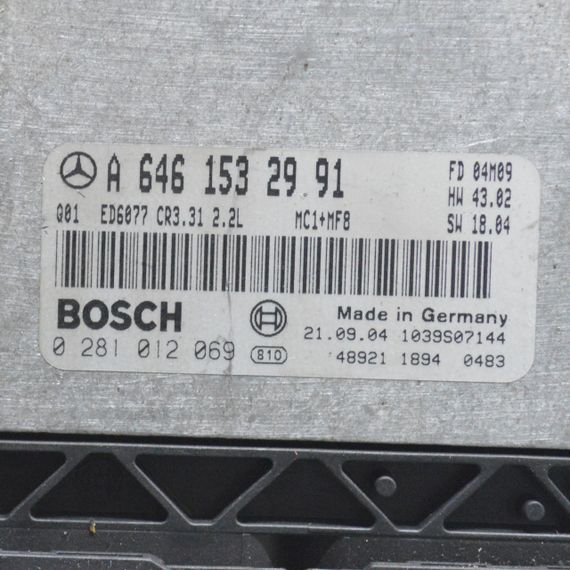 A 646 153 29 91
FD 04M09
HW 43.02
SW 18.04
Q01 ED6077 CR3.31 2.2L MC1+MF8
BOSCH
Made in Germany
21.09.04 1039S07144
0 281 012 069 810
48921 1894 0483